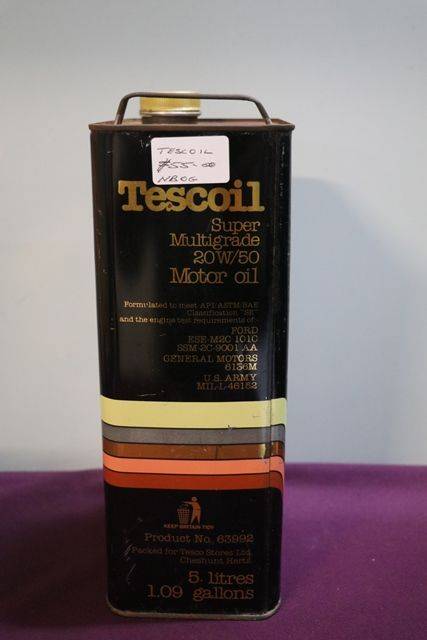 TESCOIL
$55-00
NBOG
Tescoil
Super
Multigrade
20W/50
Motor oil
Formulated to meet API/ASTM/SAE
Classification "SE"
and the engine test requirements of:-
FORD
ESE-M2C 101C
SSM-2C-9001 AA
GENERAL MOTORS
6136M
U.S. ARMY
MIL-L-46152
KEEP BRITAIN TIDY
Product No. 63992
Packed for Tesco Stores Ltd.
Cheshunt Herts
5. litres
1.09 gallons